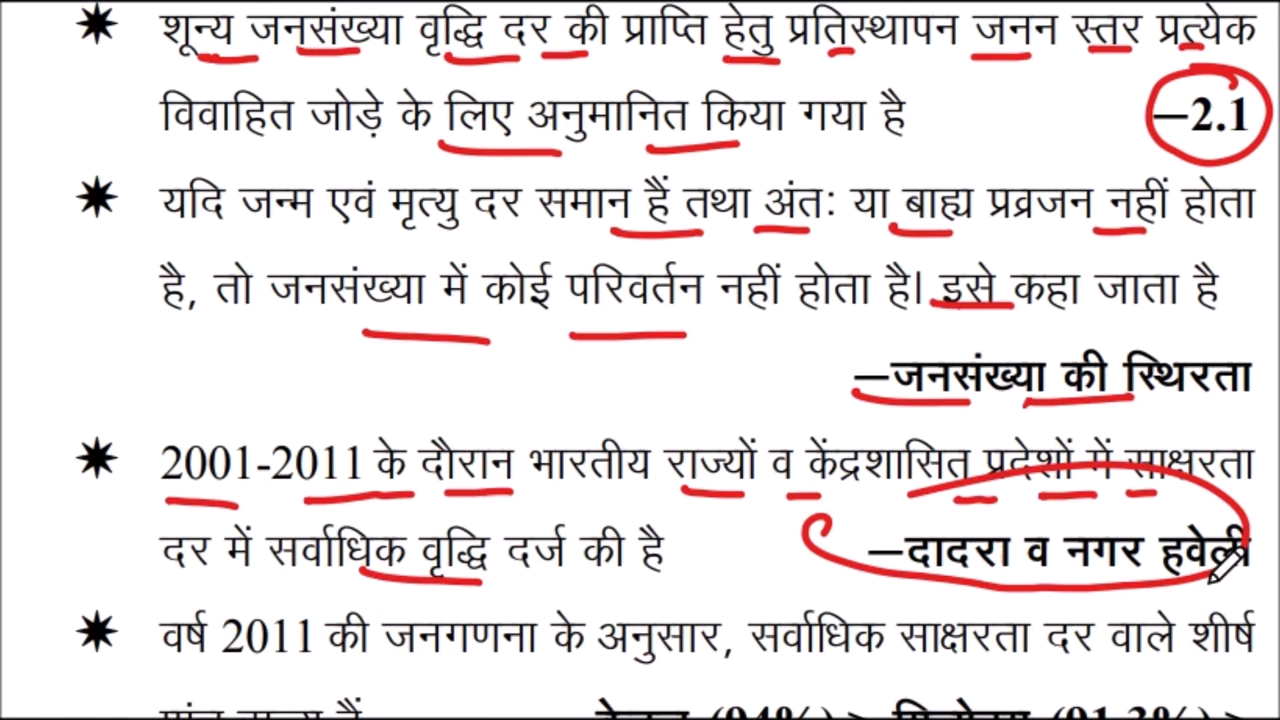 ✷ शून्य जनसंख्या वृद्धि दर की प्राप्ति हेतु प्रतिस्थापन जनन स्तर प्रत्येक
विवाहित जोड़े के लिए अनुमानित किया गया है —2.1
✷ यदि जन्म एवं मृत्यु दर समान हैं तथा अंतः या बाह्य प्रव्रजन नहीं होता
है, तो जनसंख्या में कोई परिवर्तन नहीं होता है। इसे कहा जाता है
—जनसंख्या की स्थिरता
✷ 2001-2011 के दौरान भारतीय राज्यों व केंद्रशासित प्रदेशों में साक्षरता
दर में सर्वाधिक वृद्धि दर्ज की है —दादरा व नगर हवेली
✷ वर्ष 2011 की जनगणना के अनुसार, सर्वाधिक साक्षरता दर वाले शीर्ष